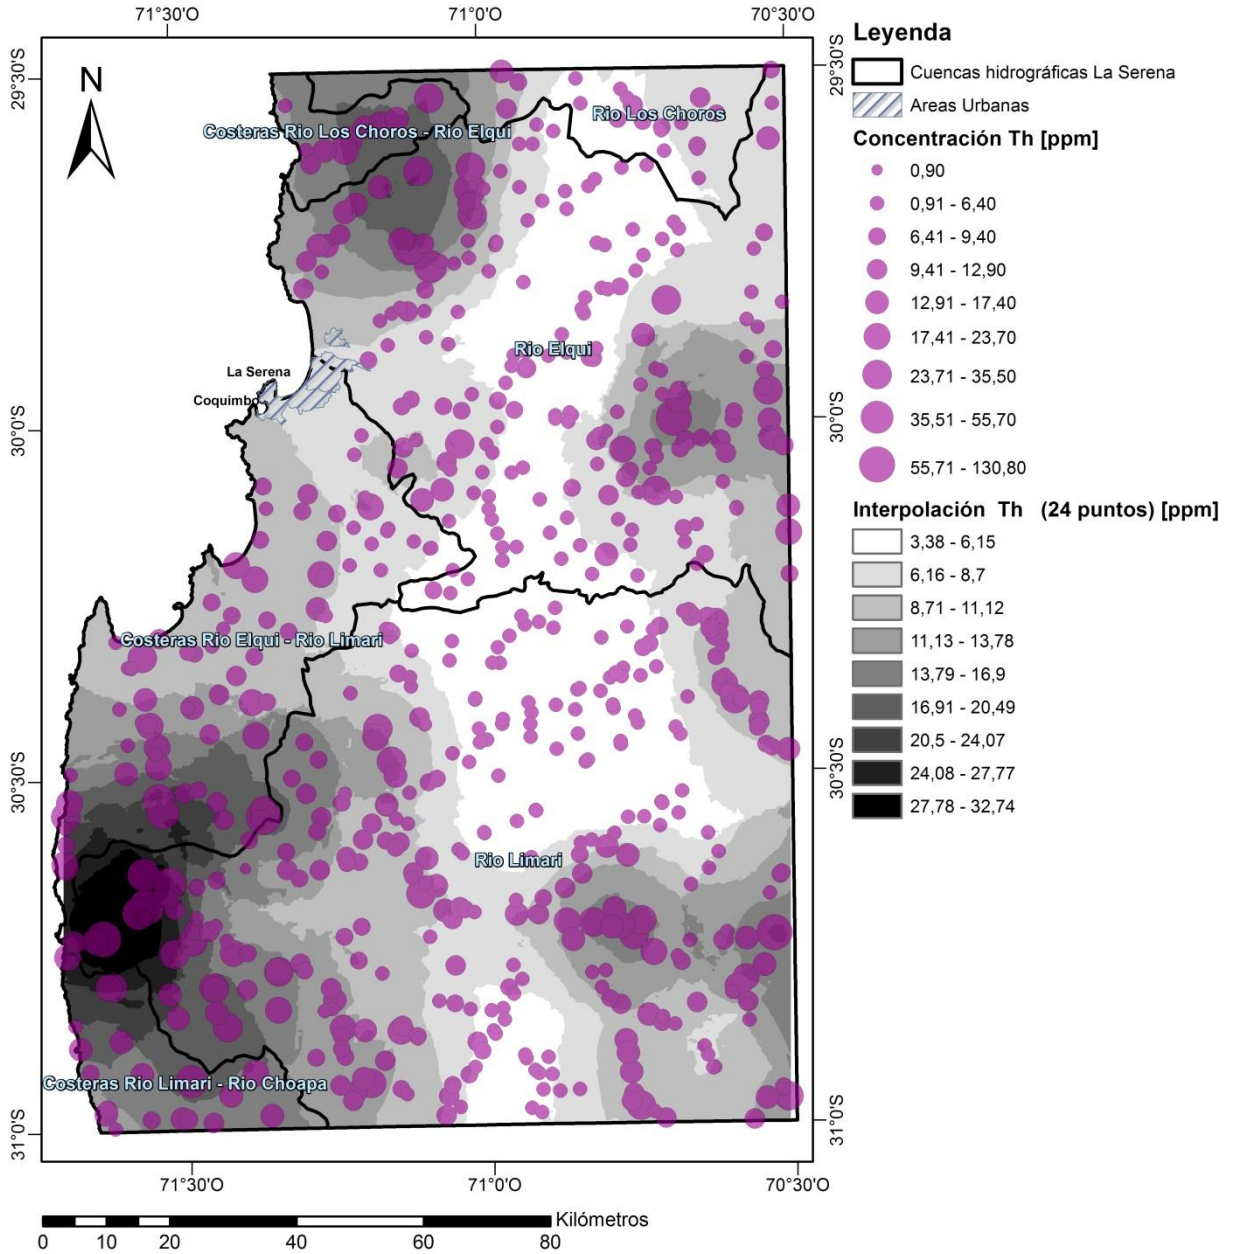 71°30'O 71°0'O 70°30'O
29°30'S
29°30'S
N
Costeras Rio Los Choros - Rio Elqui
Rio Los Choros
Rio Elqui
La Serena
Coquimbo
30°0'S
30°0'S
Costeras Rio Elqui - Rio Limari
30°30'S
30°30'S
Rio Limari
Costeras Rio Limari - Rio Choapa
31°0'S
31°0'S
71°30'O 71°0'O 70°30'O
Kilómetros
0 10 20 40 60 80
Leyenda
Cuencas hidrográficas La Serena
Areas Urbanas
Concentración Th [ppm]
0,90
0,91 - 6,40
6,41 - 9,40
9,41 - 12,90
12,91 - 17,40
17,41 - 23,70
23,71 - 35,50
35,51 - 55,70
55,71 - 130,80
Interpolación Th (24 puntos) [ppm]
3,38 - 6,15
6,16 - 8,7
8,71 - 11,12
11,13 - 13,78
13,79 - 16,9
16,91 - 20,49
20,5 - 24,07
24,08 - 27,77
27,78 - 32,74